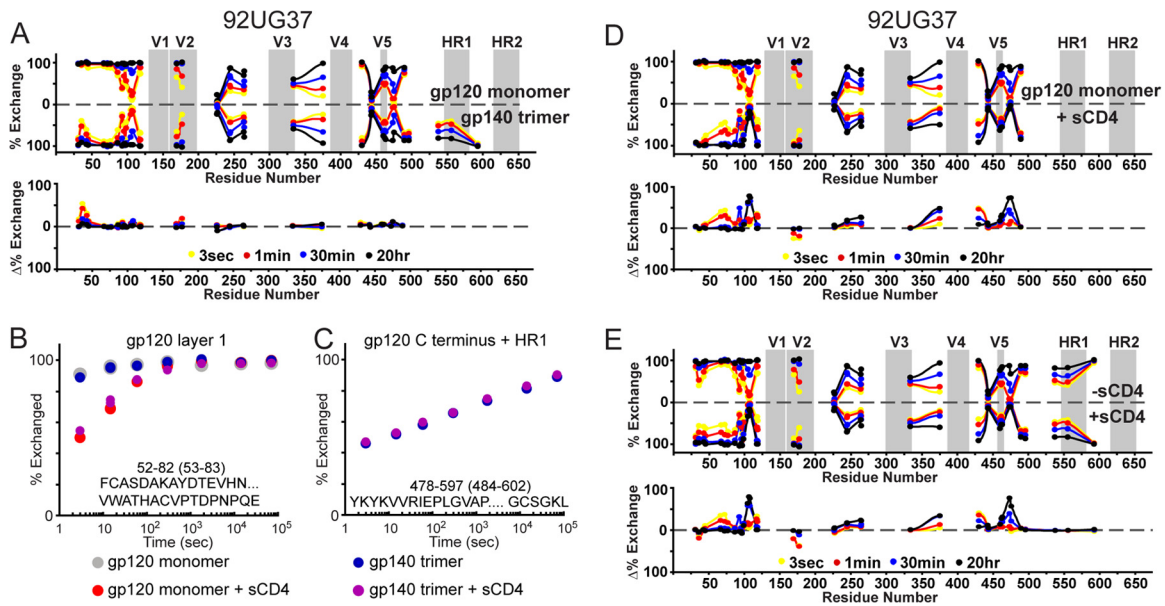 92UG37
A
V1 V2 V3 V4 V5 HR1 HR2
% Exchange
100
0
100
gp120 monomer
gp140 trimer
50 100 150 200 250 300 350 400 450 500 550 600 650
Residue Number
Δ% Exchange
100
0
100
3sec 1min 30min 20hr
50 100 150 200 250 300 350 400 450 500 550 600 650
Residue Number
B
gp120 layer 1
% Exchanged
100
0
52-82 (53-83)
FCASDAKAYDTEVHN...
VWATHACVPTDPNPQE
1 10¹ 10² 10³ 10⁴ 10⁵
Time (sec)
C
gp120 C terminus + HR1
% Exchanged
100
0
478-597 (484-602)
YKYKVVRIEPLGVAP.... GCSGKL
1 10¹ 10² 10³ 10⁴ 10⁵
Time (sec)
gp120 monomer
gp140 trimer
gp120 monomer + sCD4
gp140 trimer + sCD4
92UG37
D
V1 V2 V3 V4 V5 HR1 HR2
% Exchange
100
0
100
gp120 monomer
+ sCD4
50 100 150 200 250 300 350 400 450 500 550 600 650
Residue Number
Δ% Exchange
100
0
100
3sec 1min 30min 20hr
50 100 150 200 250 300 350 400 450 500 550 600 650
Residue Number
E
V1 V2 V3 V4 V5 HR1 HR2
% Exchange
100
0
100
-sCD4
+sCD4
50 100 150 200 250 300 350 400 450 500 550 600 650
Residue Number
Δ% Exchange
100
0
100
3sec 1min 30min 20hr
50 100 150 200 250 300 350 400 450 500 550 600 650
Residue Number